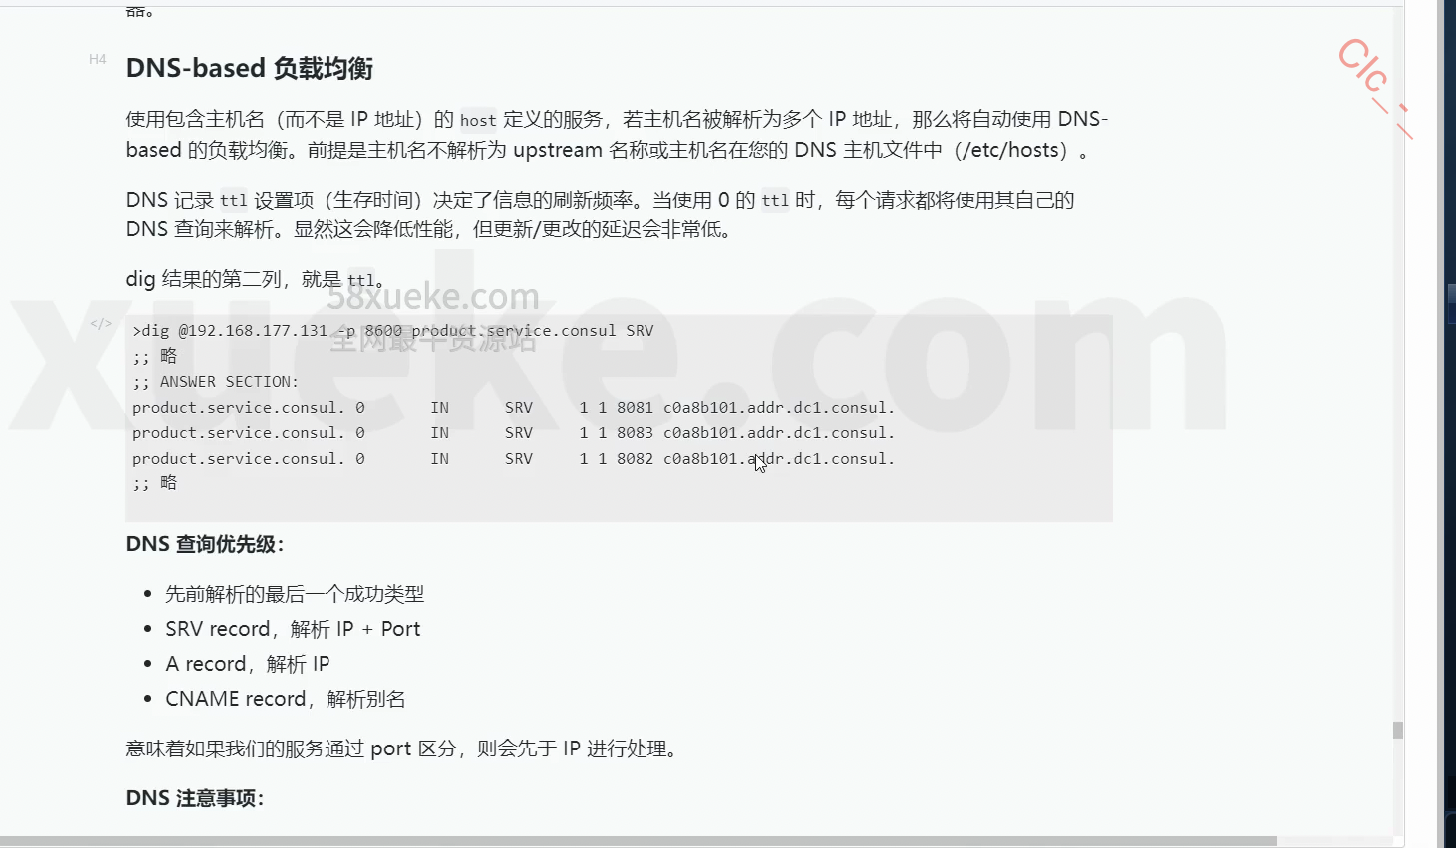 器。
H4
DNS-based 负载均衡
使用包含主机名（而不是 IP 地址）的 host 定义的服务，若主机名被解析为多个 IP 地址，那么将自动使用 DNS-
based 的负载均衡。前提是主机名不解析为 upstream 名称或主机名在您的 DNS 主机文件中（/etc/hosts）。
DNS 记录 ttl 设置项（生存时间）决定了信息的刷新频率。当使用 0 的 ttl 时，每个请求都将使用其自己的
DNS 查询来解析。显然这会降低性能，但更新/更改的延迟会非常低。
dig 结果的第二列，就是 ttl。
58xueke.com
全网最牛资源站
xueke.com
</>
>dig @192.168.177.131 -p 8600 product.service.consul SRV
;; 略
;; ANSWER SECTION:
product.service.consul. 0 IN SRV 1 1 8081 c0a8b101.addr.dc1.consul.
product.service.consul. 0 IN SRV 1 1 8083 c0a8b101.addr.dc1.consul.
product.service.consul. 0 IN SRV 1 1 8082 c0a8b101.addr.dc1.consul.
;; 略
DNS 查询优先级：
• 先前解析的最后一个成功类型
• SRV record，解析 IP + Port
• A record，解析 IP
• CNAME record，解析别名
意味着如果我们的服务通过 port 区分，则会先于 IP 进行处理。
DNS 注意事项：